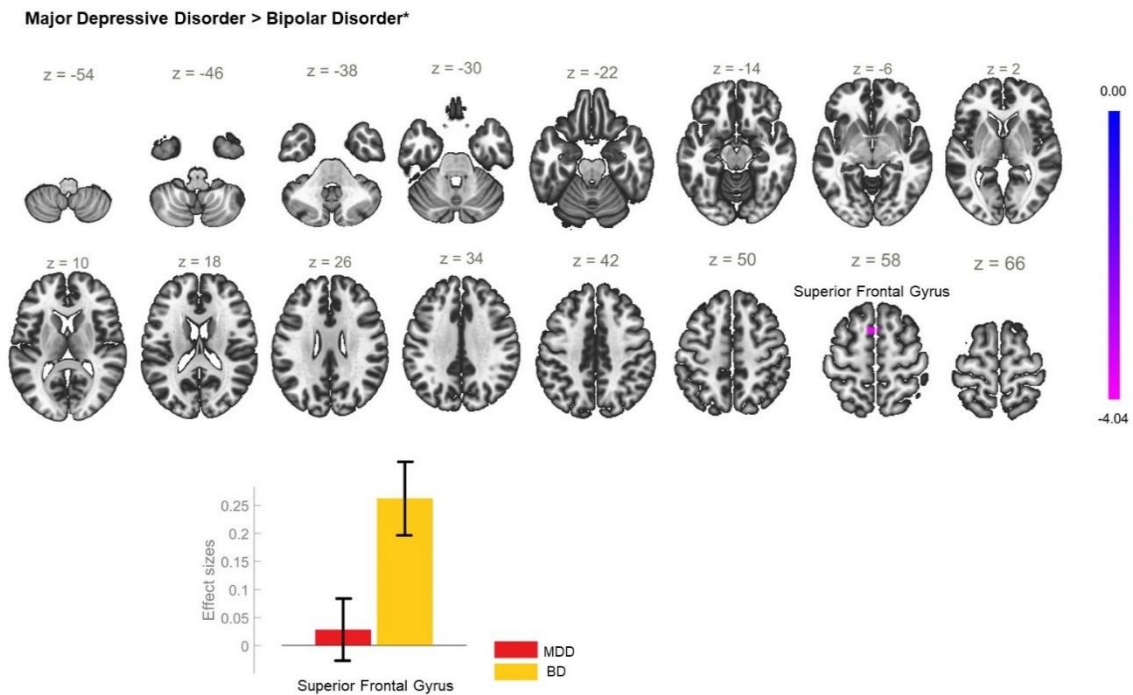 Major Depressive Disorder > Bipolar Disorder*
z = -54
z = -46
z = -38
z = -30
z = -22
z = -14
z = -6
z = 2
0.00
z = 10
z = 18
z = 26
z = 34
z = 42
z = 50
z = 58
z = 66
Superior Frontal Gyrus
-4.04
Effect sizes
0.25
0.2
0.15
0.1
0.05
0
Superior Frontal Gyrus
MDD
BD